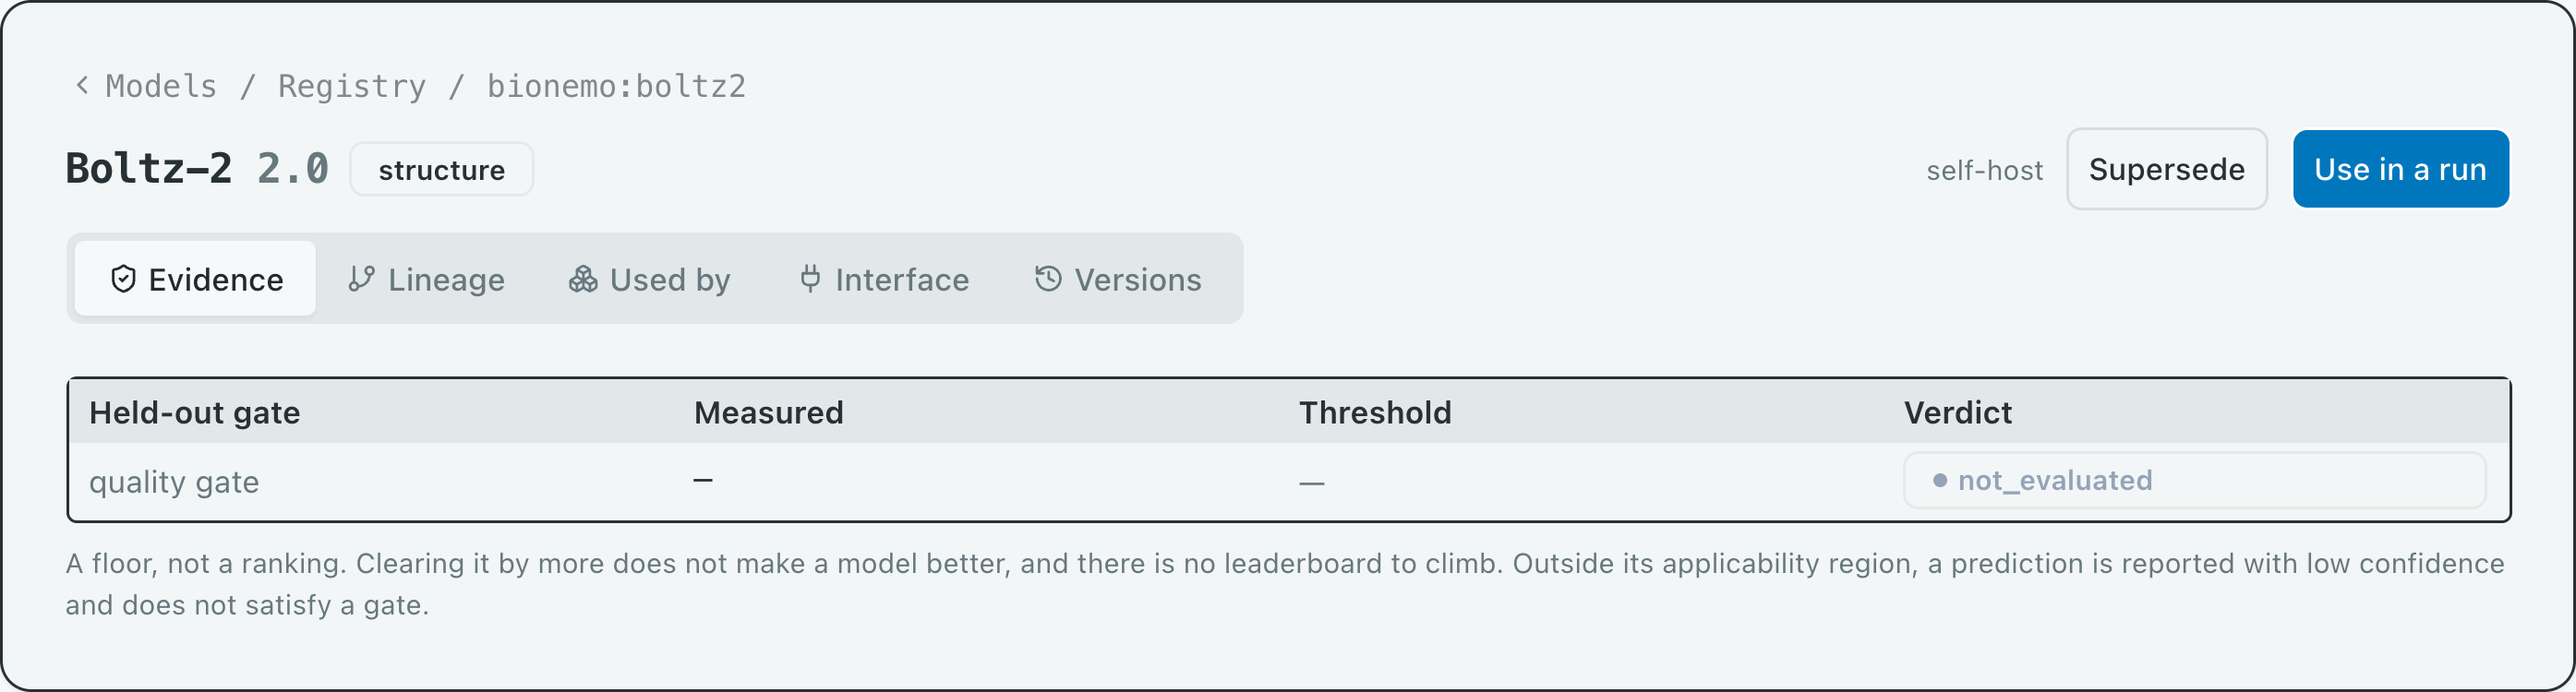 Models / Registry / bionemo:boltz2
Boltz-2 2.0 structure self-host Supersede Use in a run
Evidence Lineage Used by Interface Versions
Held-out gate Measured Threshold Verdict
quality gate — — not_evaluated
A floor, not a ranking. Clearing it by more does not make a model better, and there is no leaderboard to climb. Outside its applicability region, a prediction is reported with low confidence
and does not satisfy a gate.